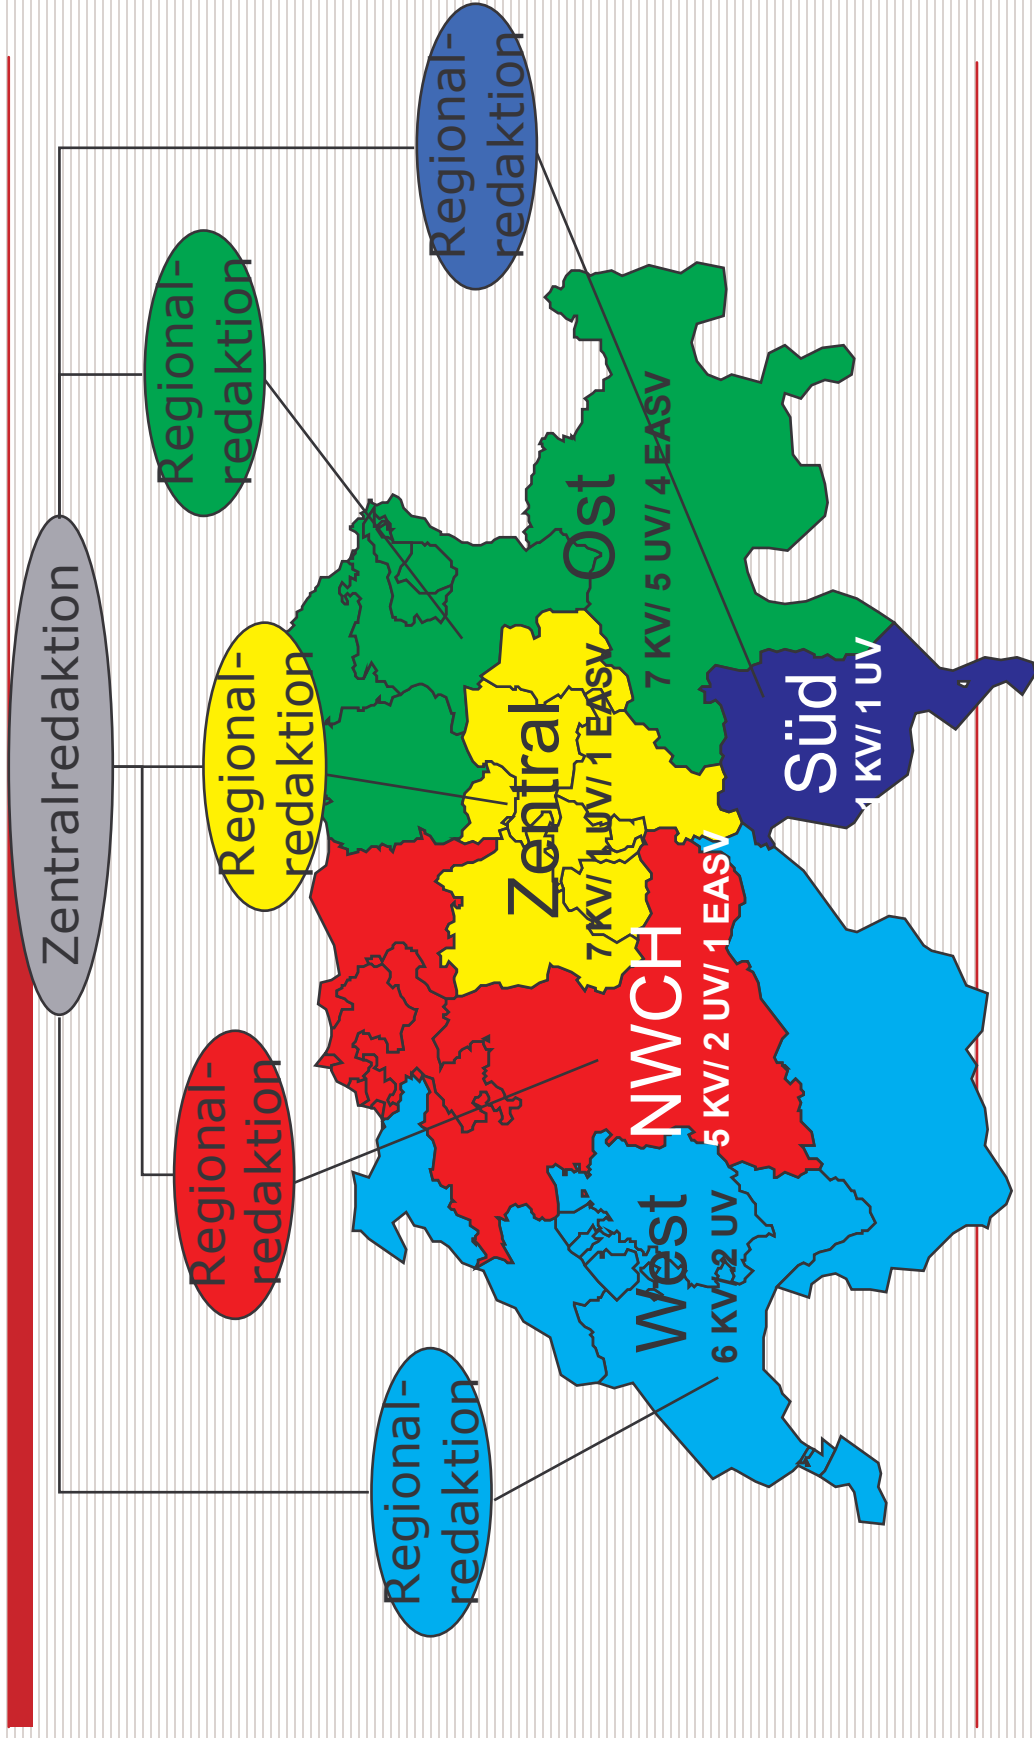 Zentralredaktion
Regional-
redaktion
Regional-
redaktion
Regional-
redaktion
Regional-
redaktion
Regional-
redaktion
West
6 KV/ 2 UV
NWCH
5 KV/ 2 UV/ 1 EASV
Zentral
7 KV/ 1 UV/ 1 EASV
Ost
7 KV/ 5 UV/ 4 EASV
Süd
1 KV/ 1 UV